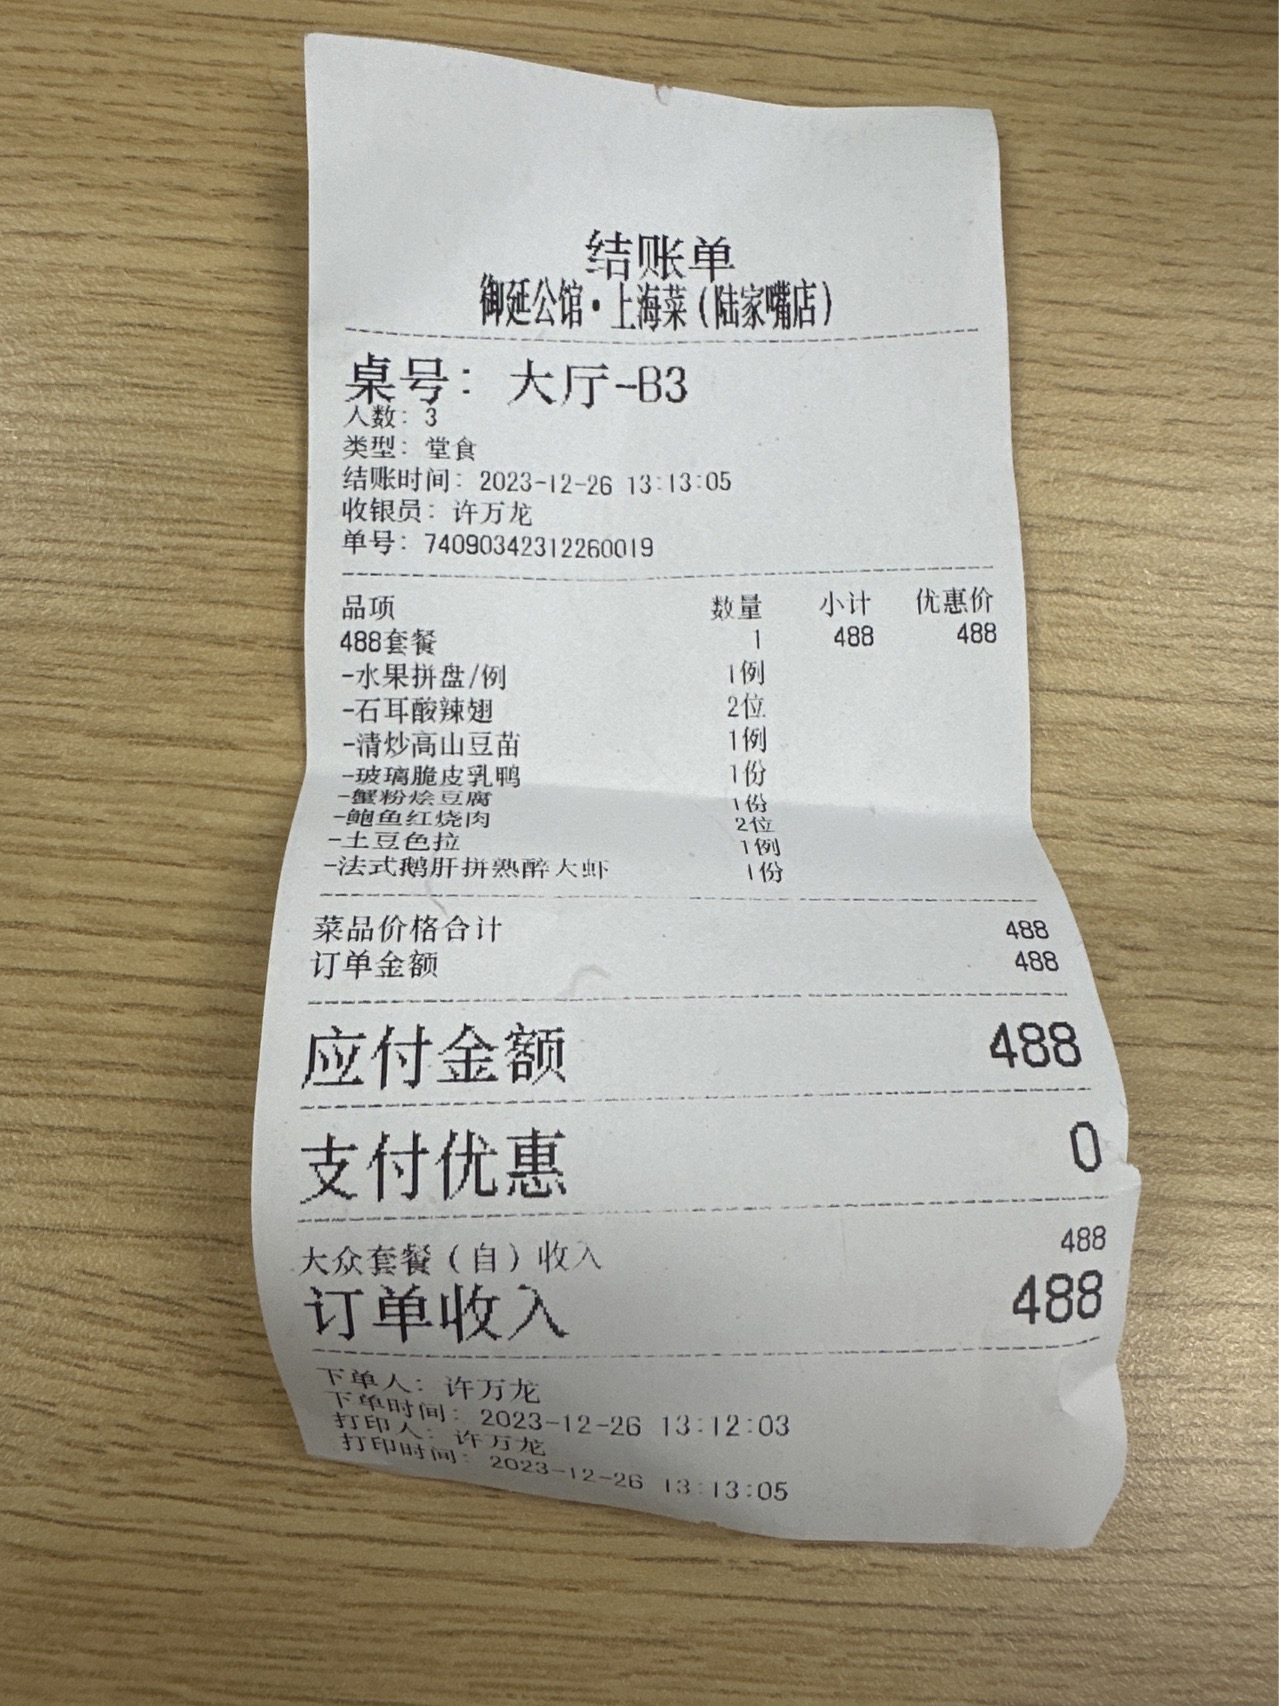 结账单
御延公馆·上海菜(陆家嘴店)
桌号: 大厅-B3
人数: 3
类型: 堂食
结账时间: 2023-12-26 13:13:05
收银员: 许万龙
单号: 74090342312260019
品项 数量 小计 优惠价
488套餐 1 488 488
-水果拼盘/例 1例
-石耳酸辣翅 2位
-清炒高山豆苗 1例
-玻璃脆皮乳鸭 1份
-蟹粉烩豆腐 1份
-鲍鱼红烧肉 2位
-土豆色拉 1例
-法式鹅肝拼熟醉大虾 1份
菜品价格合计 488
订单金额 488
应付金额 488
支付优惠 0
大众套餐(自)收入 488
订单收入 488
下单人: 许万龙
下单时间: 2023-12-26 13:12:03
打印人: 许万龙
打印时间: 2023-12-26 13:13:05